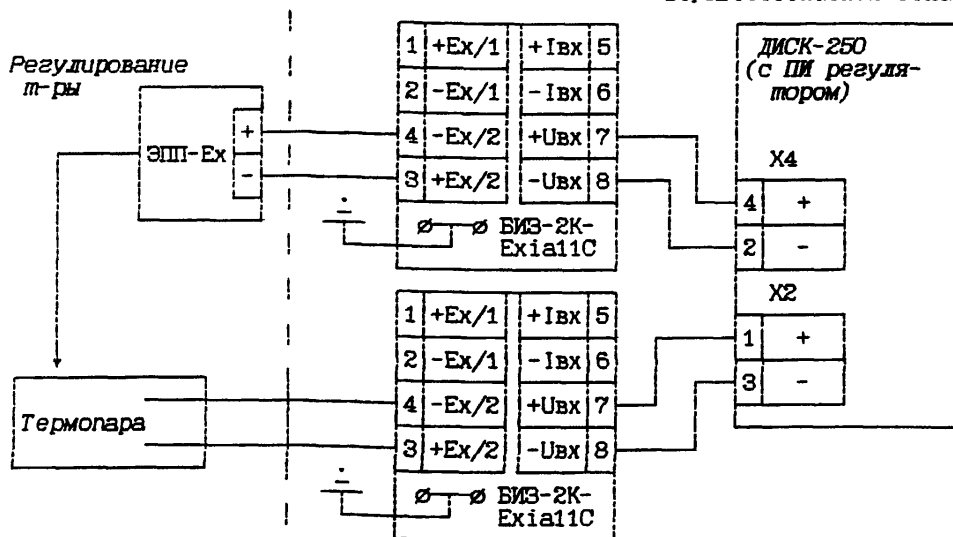 Регулирование
т-ры
ЭПП-Ex
+
-
1 +Ex/1 +Iвх 5
2 -Ex/1 -Iвх 6
4 -Ex/2 +Uвх 7
3 +Ex/2 -Uвх 8
БИЗ-2К-
Exia11C
ДИСК-250
(с ПИ регуля-
тором)
X4
4 +
2 -
X2
1 +
3 -
Термопара
1 +Ex/1 +Iвх 5
2 -Ex/1 -Iвх 6
4 -Ex/2 +Uвх 7
3 +Ex/2 -Uвх 8
БИЗ-2К-
Exia11C